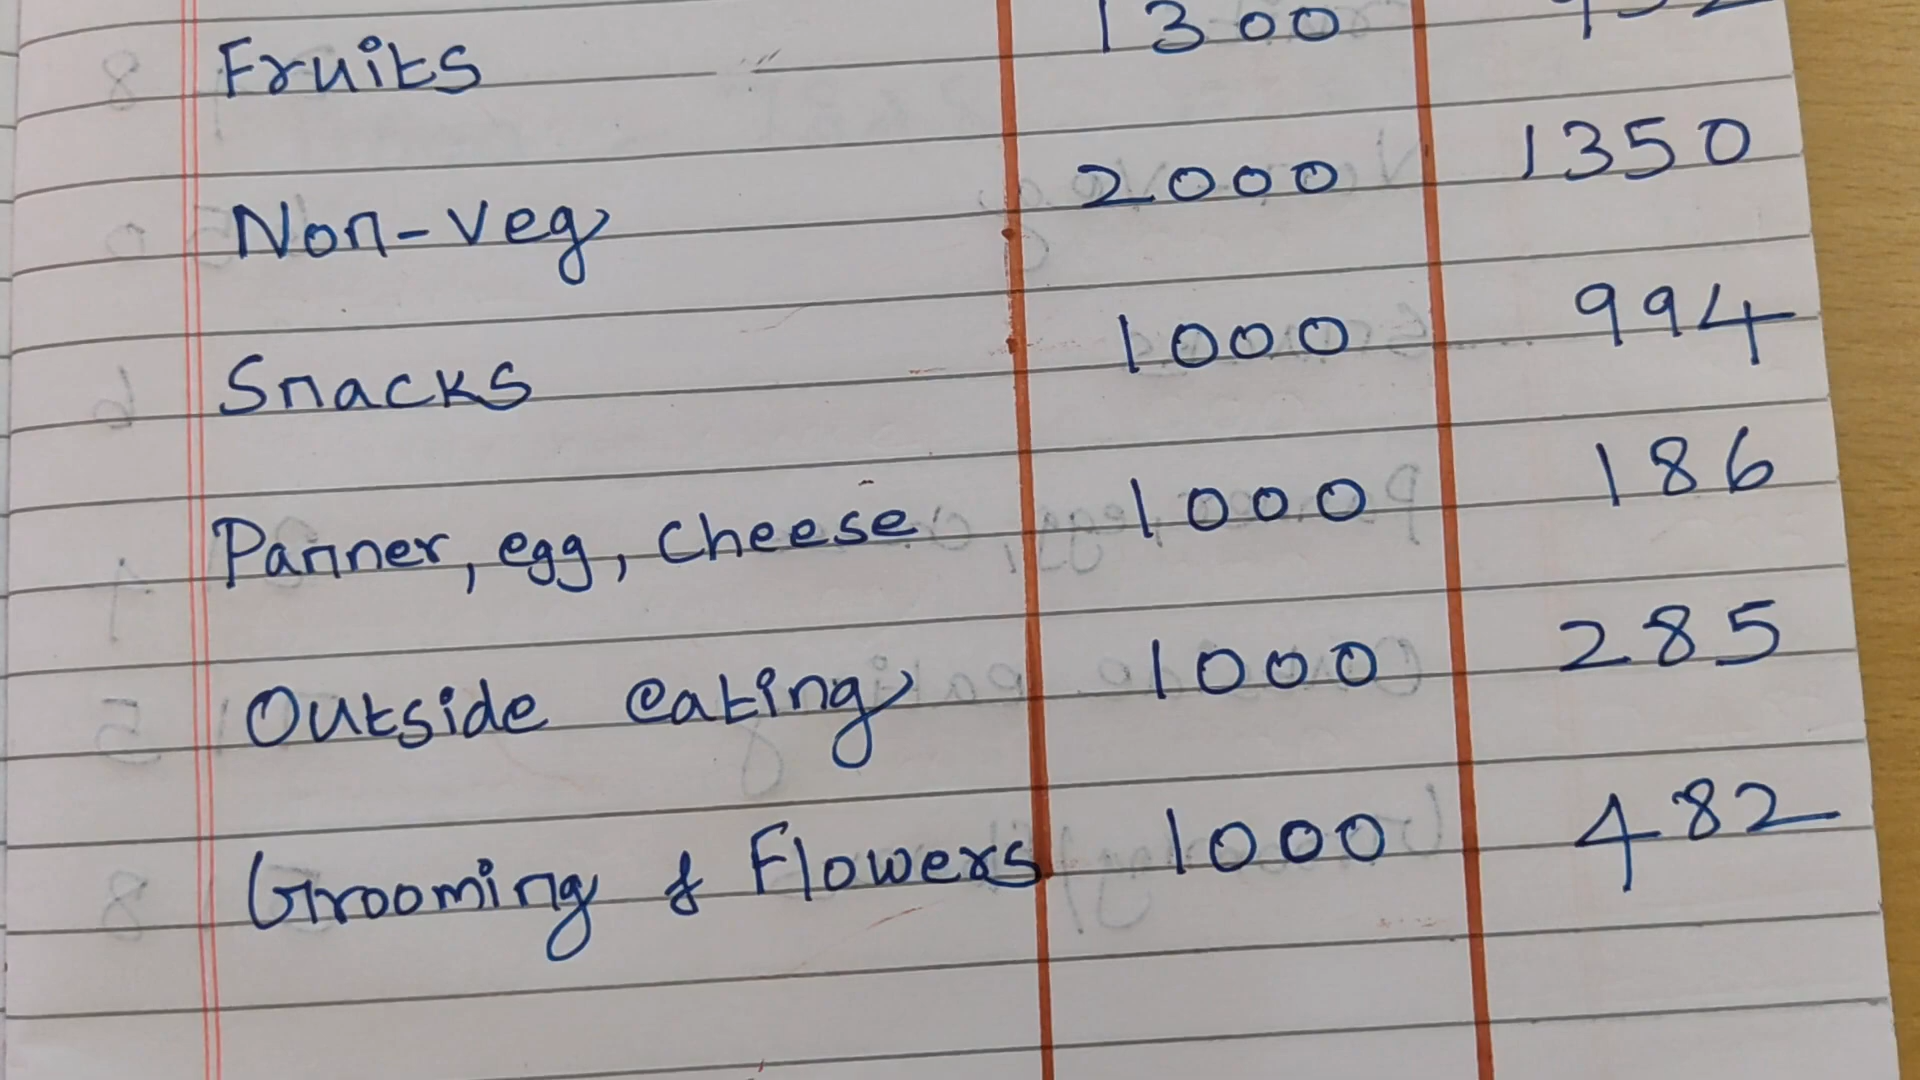 Fruits 1300
Non-veg 2000 1350
Snacks 1000 994
Panner, egg, cheese 1000 186
Outside eating 1000 285
Grooming & Flowers 1000 482